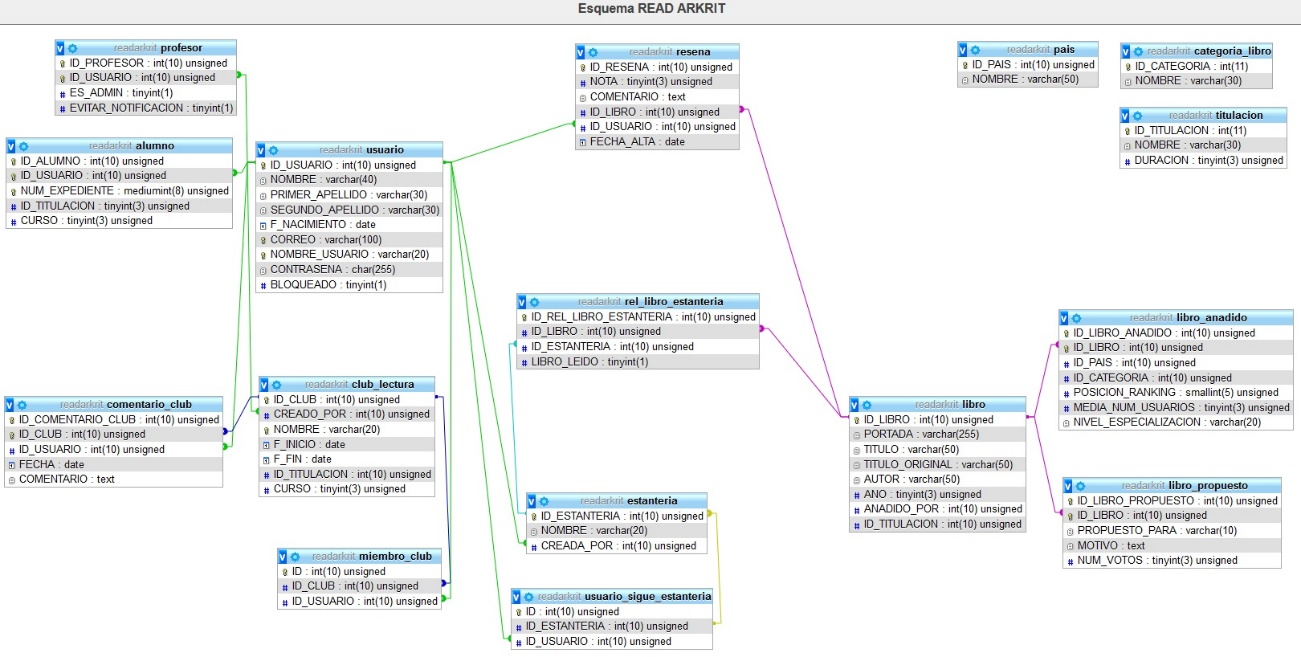 Esquema READ ARKRIT
readarkrit profesor
ID_PROFESOR : int(10) unsigned
ID_USUARIO : int(10) unsigned
ES_ADMIN : tinyint(1)
EVITAR_NOTIFICACION : tinyint(1)
readarkrit resena
ID_RESENA : int(10) unsigned
NOTA : tinyint(3) unsigned
COMENTARIO : text
ID_LIBRO : int(10) unsigned
ID_USUARIO : int(10) unsigned
FECHA_ALTA : date
readarkrit pais
ID_PAIS : int(10) unsigned
NOMBRE : varchar(50)
readarkrit categoria_libro
ID_CATEGORIA : int(11)
NOMBRE : varchar(30)
readarkrit titulacion
ID_TITULACION : int(11)
NOMBRE : varchar(30)
DURACION : tinyint(3) unsigned
readarkrit alumno
ID_ALUMNO : int(10) unsigned
ID_USUARIO : int(10) unsigned
NUM_EXPEDIENTE : mediumint(8) unsigned
ID_TITULACION : tinyint(3) unsigned
CURSO : tinyint(3) unsigned
readarkrit usuario
ID_USUARIO : int(10) unsigned
NOMBRE : varchar(40)
PRIMER_APELLIDO : varchar(30)
SEGUNDO_APELLIDO : varchar(30)
F_NACIMIENTO : date
CORREO : varchar(100)
NOMBRE_USUARIO : varchar(20)
CONTRASENA : char(255)
BLOQUEADO : tinyint(1)
readarkrit rel_libro_estanteria
ID_REL_LIBRO_ESTANTERIA : int(10) unsigned
ID_LIBRO : int(10) unsigned
ID_ESTANTERIA : int(10) unsigned
LIBRO_LEIDO : tinyint(1)
readarkrit libro_anadido
ID_LIBRO_ANADIDO : int(10) unsigned
ID_LIBRO : int(10) unsigned
ID_PAIS : int(10) unsigned
ID_CATEGORIA : int(10) unsigned
POSICION_RANKING : smallint(5) unsigned
MEDIA_NUM_USUARIOS : tinyint(3) unsigned
NIVEL_ESPECIALIZACION : varchar(20)
readarkrit comentario_club
ID_COMENTARIO_CLUB : int(10) unsigned
ID_CLUB : int(10) unsigned
ID_USUARIO : int(10) unsigned
FECHA : date
COMENTARIO : text
readarkrit club_lectura
ID_CLUB : int(10) unsigned
CREADO_POR : int(10) unsigned
NOMBRE : varchar(20)
F_INICIO : date
F_FIN : date
ID_TITULACION : int(10) unsigned
CURSO : tinyint(3) unsigned
readarkrit libro
ID_LIBRO : int(10) unsigned
PORTADA : varchar(255)
TITULO : varchar(50)
TITULO_ORIGINAL : varchar(50)
AUTOR : varchar(50)
ANO : tinyint(3) unsigned
ANADIDO_POR : int(10) unsigned
ID_TITULACION : int(10) unsigned
readarkrit libro_propuesto
ID_LIBRO_PROPUESTO : int(10) unsigned
ID_LIBRO : int(10) unsigned
PROPUESTO_PARA : varchar(10)
MOTIVO : text
NUM_VOTOS : tinyint(3) unsigned
readarkrit estanteria
ID_ESTANTERIA : int(10) unsigned
NOMBRE : varchar(20)
CREADA_POR : int(10) unsigned
readarkrit miembro_club
ID : int(10) unsigned
ID_CLUB : int(10) unsigned
ID_USUARIO : int(10) unsigned
readarkrit usuario_sigue_estanteria
ID : int(10) unsigned
ID_ESTANTERIA : int(10) unsigned
ID_USUARIO : int(10) unsigned